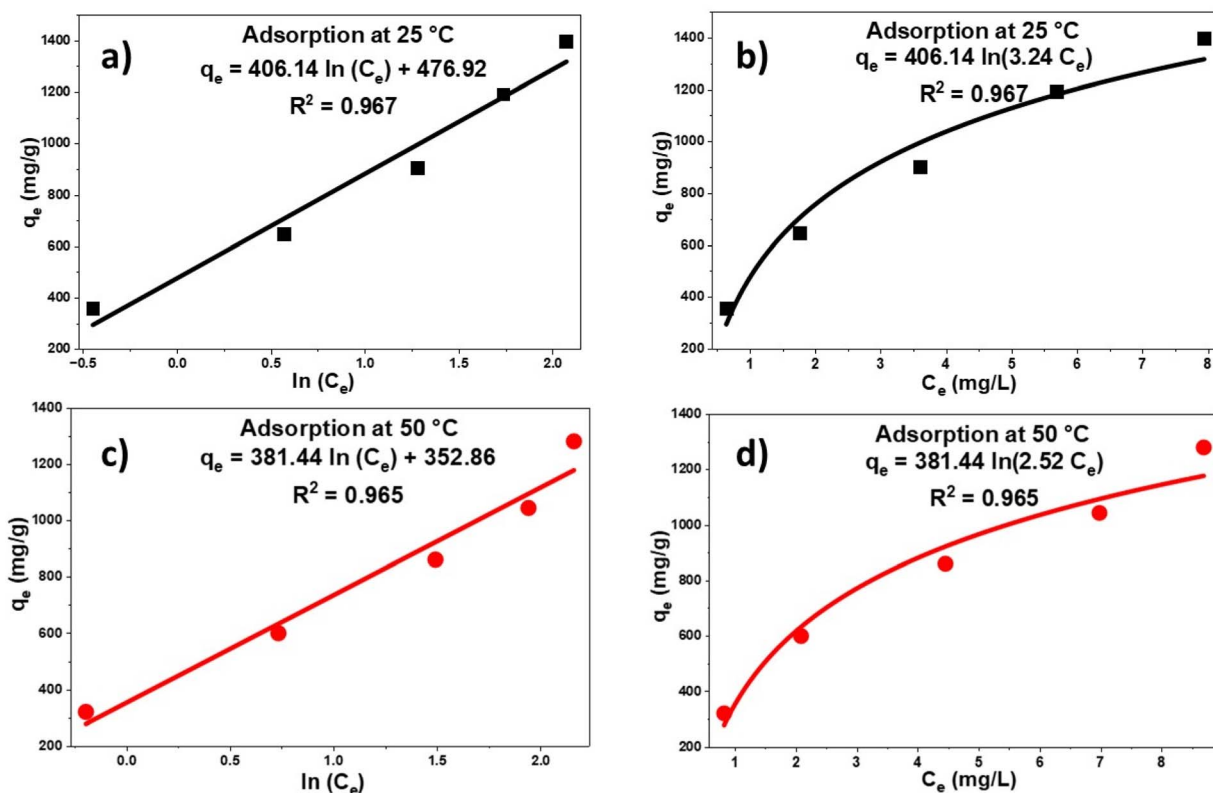 a)
Adsorption at 25 °C
qₑ = 406.14 ln (Cₑ) + 476.92
R² = 0.967
1400
1200
1000
800
600
400
200
qₑ (mg/g)
−0.5
0.0
0.5
1.0
1.5
2.0
ln (Cₑ)
b)
Adsorption at 25 °C
qₑ = 406.14 ln(3.24 Cₑ)
R² = 0.967
1400
1200
1000
800
600
400
200
qₑ (mg/g)
1
2
3
4
5
6
7
8
Cₑ (mg/L)
c)
Adsorption at 50 °C
qₑ = 381.44 ln (Cₑ) + 352.86
R² = 0.965
1400
1200
1000
800
600
400
200
qₑ (mg/g)
0.0
0.5
1.0
1.5
2.0
ln (Cₑ)
d)
Adsorption at 50 °C
qₑ = 381.44 ln(2.52 Cₑ)
R² = 0.965
1400
1200
1000
800
600
400
200
qₑ (mg/g)
1
2
3
4
5
6
7
8
Cₑ (mg/L)